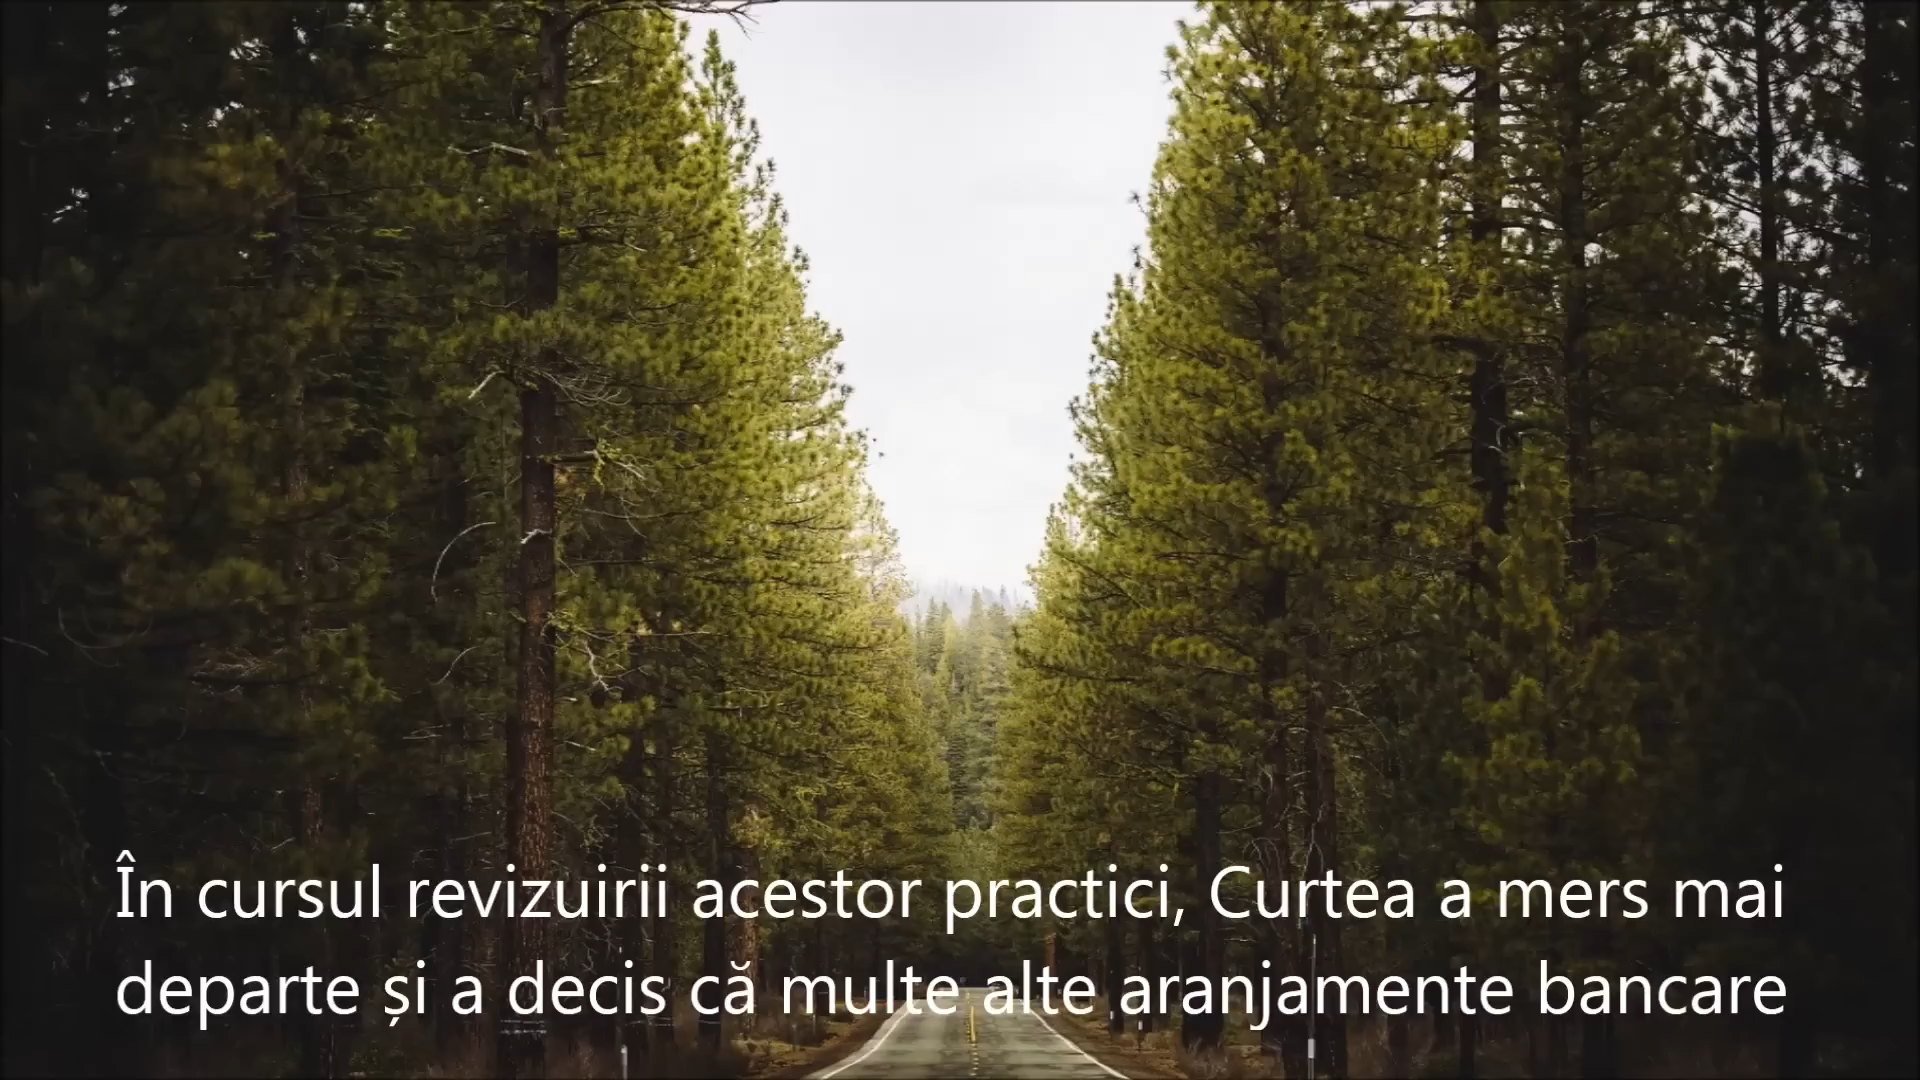 În cursul revizuirii acestor practici, Curtea a mers mai
departe și a decis că multe alte aranjamente bancare